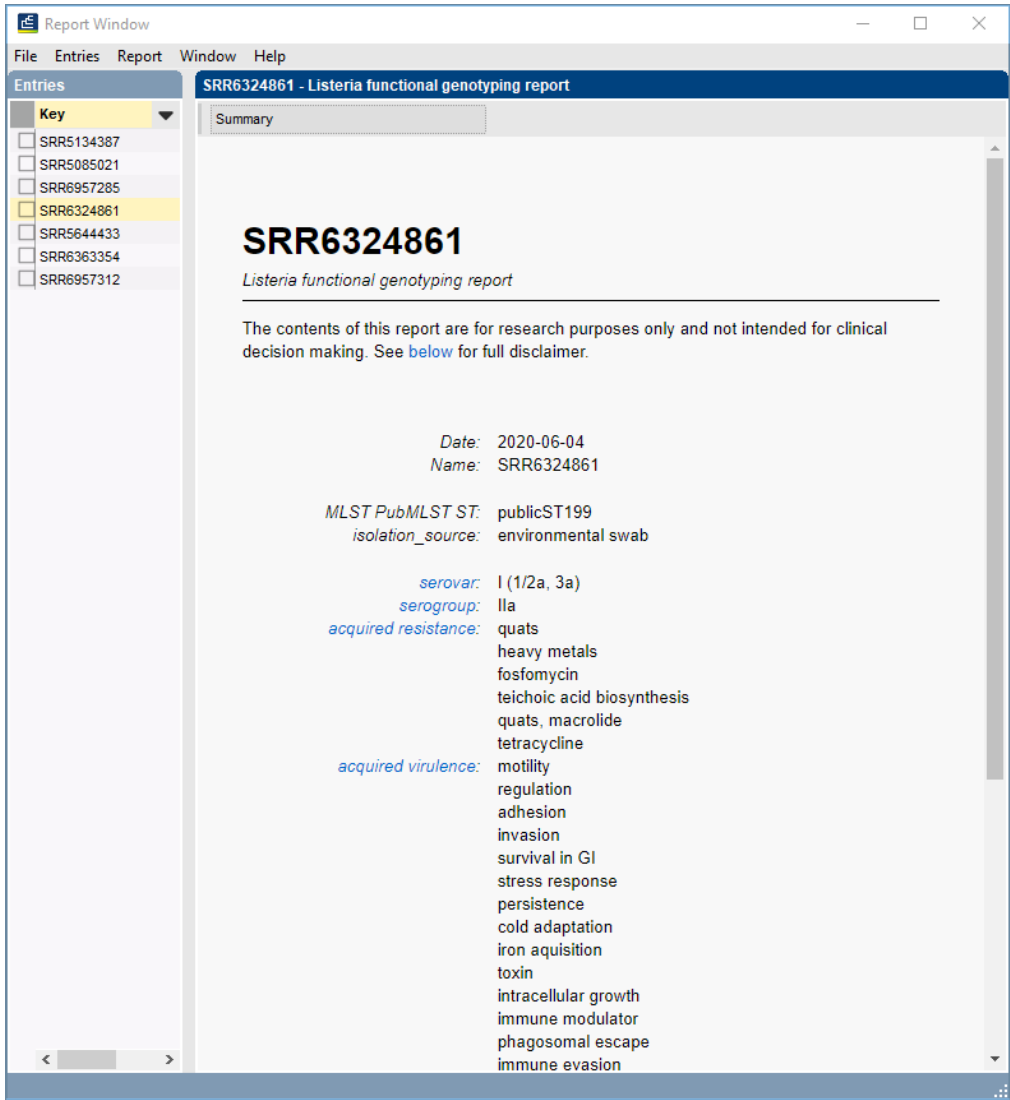 Report Window
File Entries Report Window Help
Entries
Key
SRR5134387
SRR5085021
SRR6957285
SRR6324861
SRR5644433
SRR6363354
SRR6957312
SRR6324861 - Listeria functional genotyping report
Summary
SRR6324861
Listeria functional genotyping report
The contents of this report are for research purposes only and not intended for clinical
decision making. See below for full disclaimer.
Date: 2020-06-04
Name: SRR6324861
MLST PubMLST ST: publicST199
isolation_source: environmental swab
serovar: I (1/2a, 3a)
serogroup: IIa
acquired resistance: quats
heavy metals
fosfomycin
teichoic acid biosynthesis
quats, macrolide
tetracycline
acquired virulence: motility
regulation
adhesion
invasion
survival in GI
stress response
persistence
cold adaptation
iron aquisition
toxin
intracellular growth
immune modulator
phagosomal escape
immune evasion